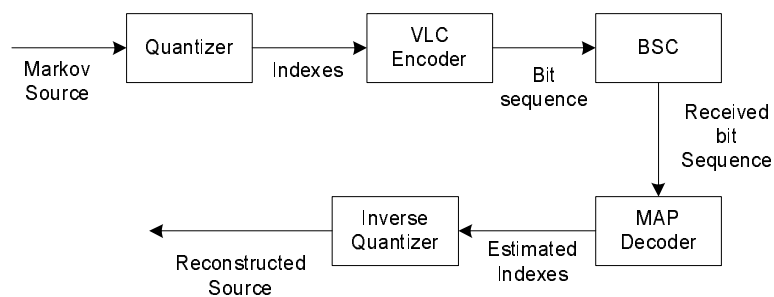 Markov
Source
Quantizer
Indexes
VLC
Encoder
Bit
sequence
BSC
Received
bit
Sequence
MAP
Decoder
Estimated
Indexes
Inverse
Quantizer
Reconstructed
Source